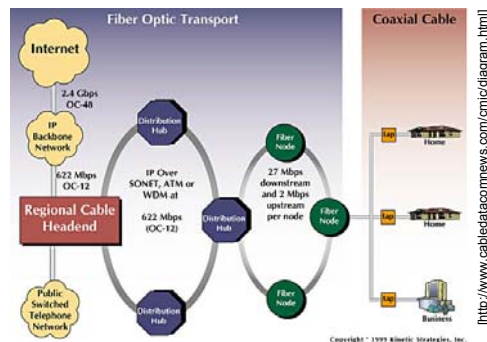 Fiber Optic Transport
Coaxial Cable
Internet
2.4 Gbps
OC-48
IP
Backbone
Network
622 Mbps
OC-12
Regional Cable
Headend
Public
Switched
Telephone
Network
Distribution
Hub
IP Over
SONET, ATM or
WDM at
622 Mbps
(OC-12)
Distribution
Hub
Distribution
Hub
Fiber
Node
27 Mbps
downstream
and 2 Mbps
upstream
per node
Fiber
Node
Fiber
Node
Tap
Home
Tap
Home
Tap
Business
Copyright © 1999 Kinetic Strategies, Inc.
[http://www.cabledatacomnews.com/cmic/diagram.html]